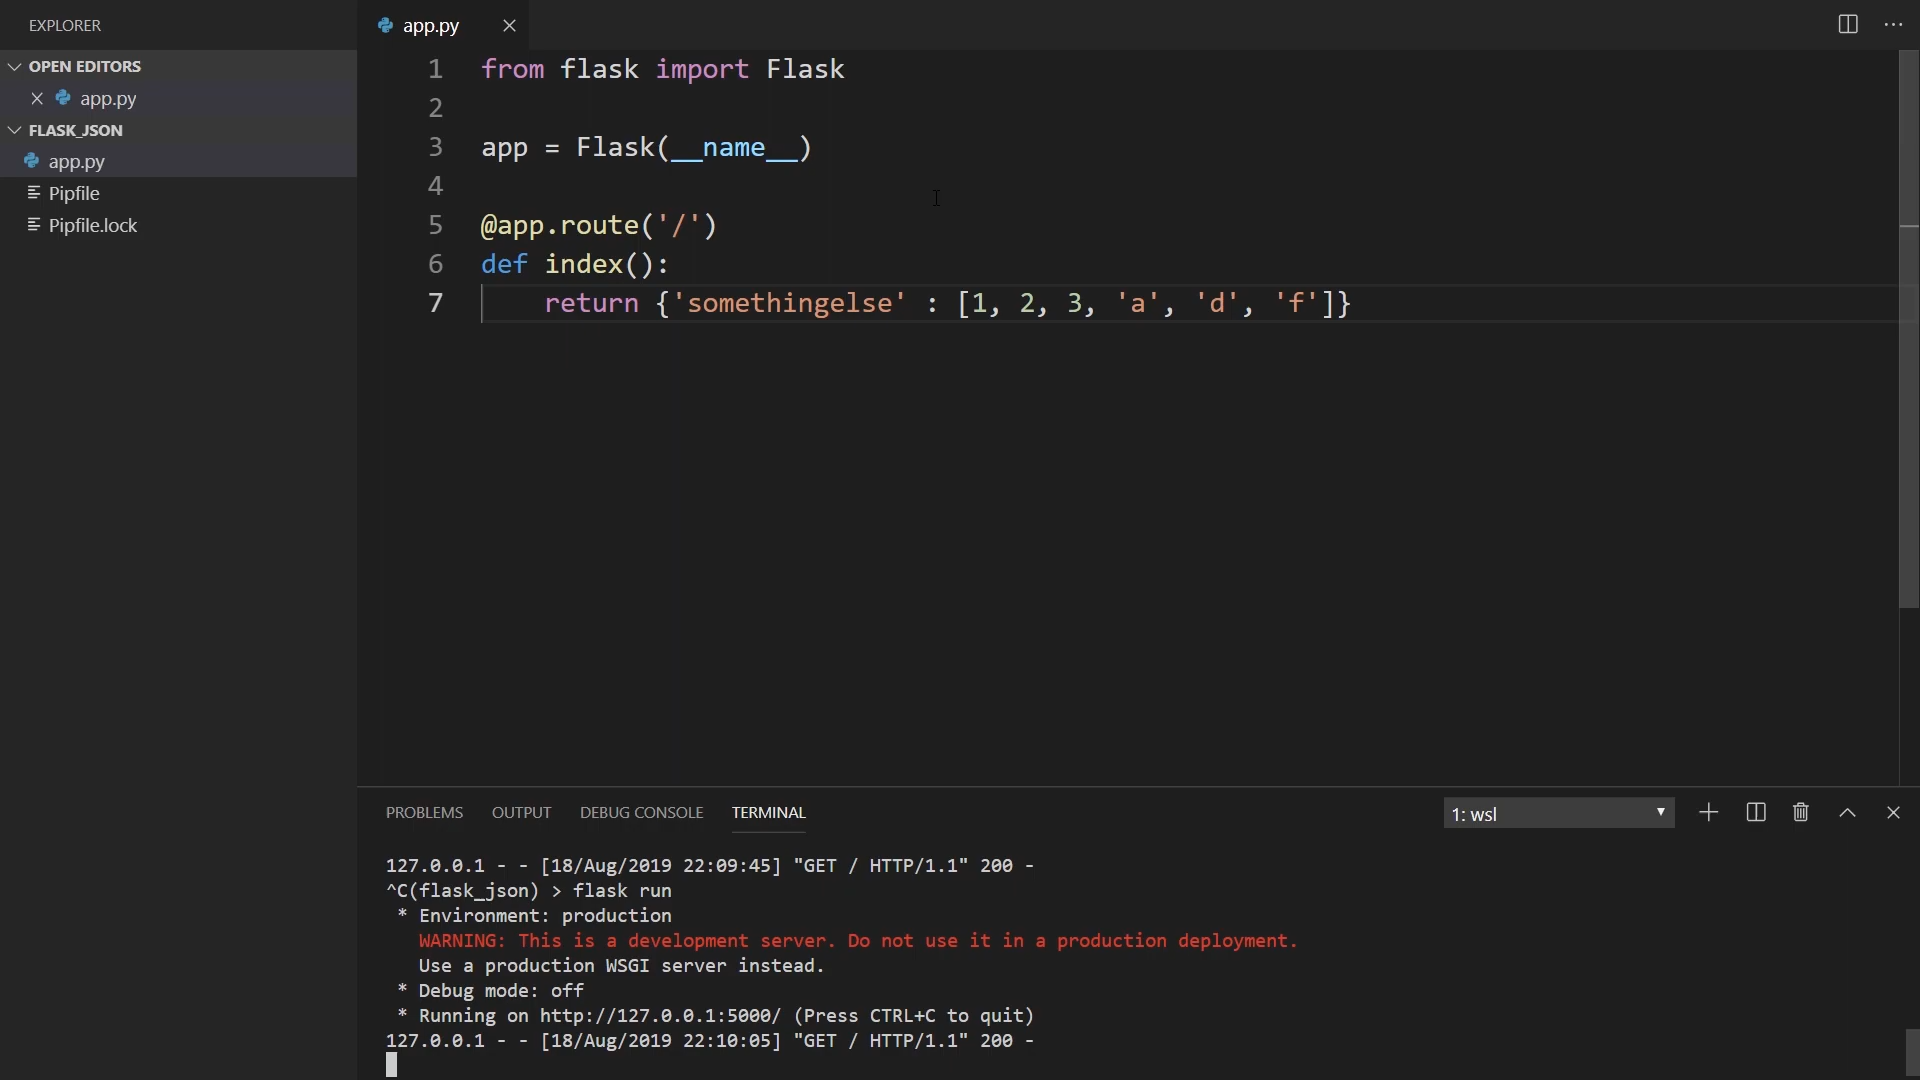 EXPLORER
OPEN EDITORS
app.py
FLASK_JSON
app.py
Pipfile
Pipfile.lock
app.py
1 from flask import Flask
2
3 app = Flask(__name__)
4
5 @app.route('/')
6 def index():
7 return {'somethingelse' : [1, 2, 3, 'a', 'd', 'f']}
PROBLEMS OUTPUT DEBUG CONSOLE TERMINAL 1: wsl
127.0.0.1 - - [18/Aug/2019 22:09:45] "GET / HTTP/1.1" 200 -
^C(flask_json) > flask run
* Environment: production
WARNING: This is a development server. Do not use it in a production deployment.
Use a production WSGI server instead.
* Debug mode: off
* Running on http://127.0.0.1:5000/ (Press CTRL+C to quit)
127.0.0.1 - - [18/Aug/2019 22:10:05] "GET / HTTP/1.1" 200 -